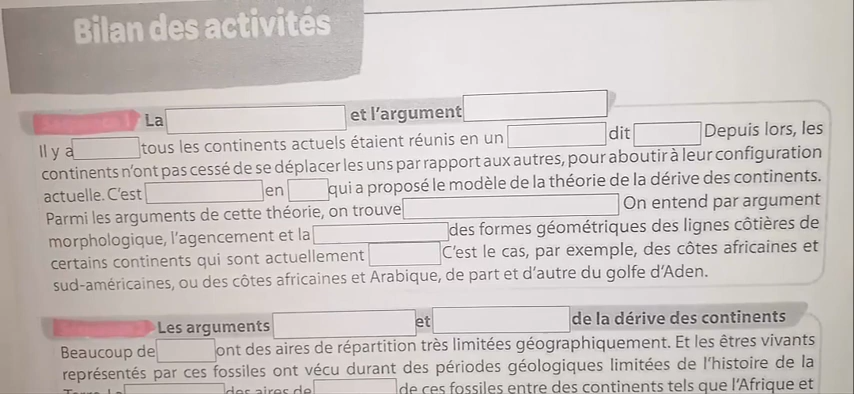 Bilan des activités
La et l'argument
Il y a tous les continents actuels étaient réunis en un dit Depuis lors, les
continents n'ont pas cessé de se déplacer les uns par rapport aux autres, pour aboutir à leur configuration
actuelle. C'est en qui a proposé le modèle de la théorie de la dérive des continents.
Parmi les arguments de cette théorie, on trouve On entend par argument
morphologique, l'agencement et la des formes géométriques des lignes côtières de
certains continents qui sont actuellement C'est le cas, par exemple, des côtes africaines et
sud-américaines, ou des côtes africaines et Arabique, de part et d'autre du golfe d'Aden.
Les arguments et de la dérive des continents
Beaucoup de ont des aires de répartition très limitées géographiquement. Et les êtres vivants
représentés par ces fossiles ont vécu durant des périodes géologiques limitées de l'histoire de la
des aires de de ces fossiles entre des continents tels que l'Afrique et